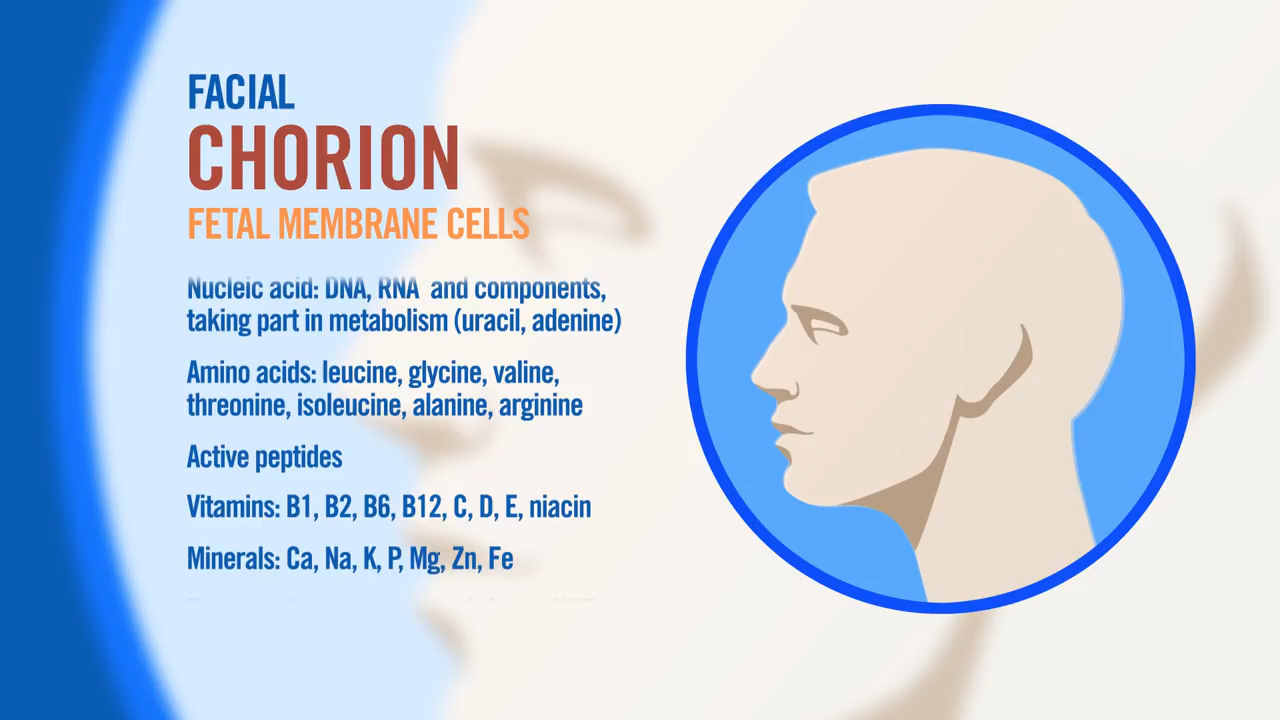 FACIAL
CHORION
FETAL MEMBRANE CELLS
Nucleic acid: DNA, RNA and components,
taking part in metabolism (uracil, adenine)
Amino acids: leucine, glycine, valine,
threonine, isoleucine, alanine, arginine
Active peptides
Vitamins: B1, B2, B6, B12, C, D, E, niacin
Minerals: Ca, Na, K, P, Mg, Zn, Fe